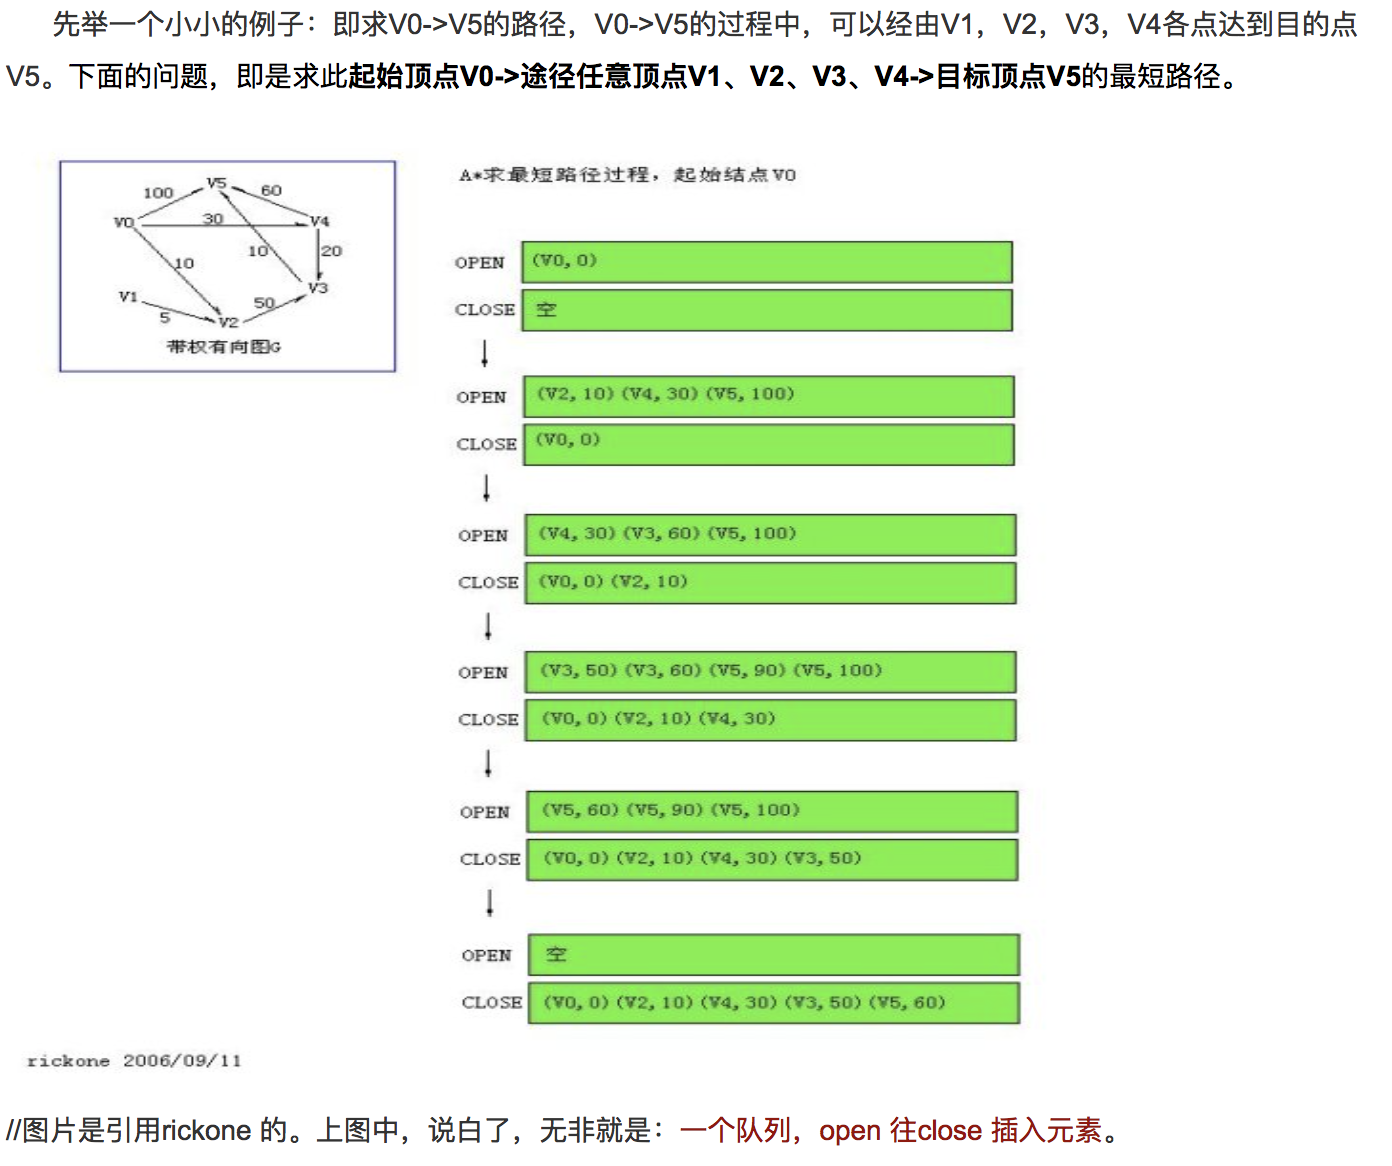 先举一个小小的例子：即求V0->V5的路径，V0->V5的过程中，可以经由V1，V2，V3，V4各点达到目的点
V5。下面的问题，即是求此起始顶点V0->途径任意顶点V1、V2、V3、V4->目标顶点V5的最短路径。
A*求最短路径过程，起始结点V0
V5
100
60
V0
30
V4
10
10
20
V1
V3
50
5
V2
带权有向图G
OPEN (V0,0)
CLOSE 空
OPEN (V2,10)(V4,30)(V5,100)
CLOSE (V0,0)
OPEN (V4,30)(V3,60)(V5,100)
CLOSE (V0,0)(V2,10)
OPEN (V3,50)(V3,60)(V5,90)(V5,100)
CLOSE (V0,0)(V2,10)(V4,30)
OPEN (V5,60)(V5,90)(V5,100)
CLOSE (V0,0)(V2,10)(V4,30)(V3,50)
OPEN 空
CLOSE (V0,0)(V2,10)(V4,30)(V3,50)(V5,60)
rickone 2006/09/11
//图片是引用rickone 的。上图中，说白了，无非就是：一个队列，open 往close 插入元素。